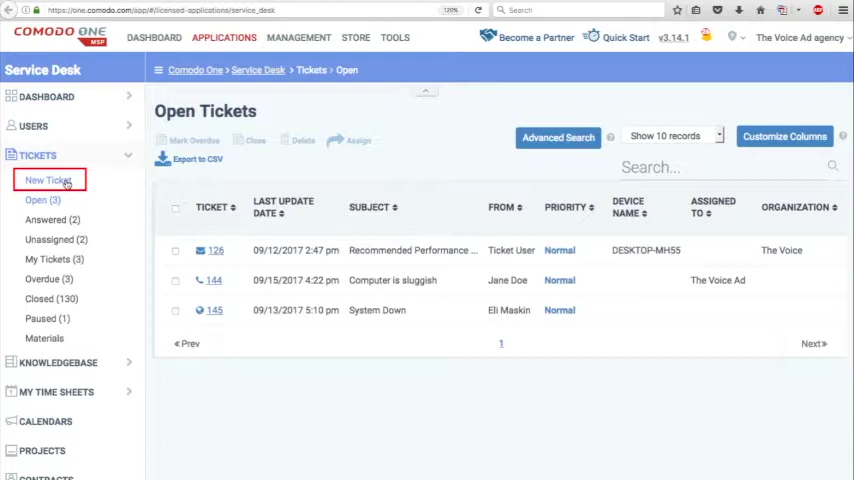 https://one.comodo.com/app/#/licensed-applications/service_desk
120%
Search
COMODO ONE
MSP
DASHBOARD APPLICATIONS MANAGEMENT STORE TOOLS
Become a Partner Quick Start v3.14.1
The Voice Ad agency
Service Desk
Comodo One > Service Desk > Tickets > Open
DASHBOARD
USERS
TICKETS
New Ticket
Open (3)
Answered (2)
Unassigned (2)
My Tickets (3)
Overdue (3)
Closed (130)
Paused (1)
Materials
KNOWLEDGEBASE
MY TIME SHEETS
CALENDARS
PROJECTS
CONTRACTS
Open Tickets
Mark Overdue Close Delete Assign
Export to CSV
Advanced Search
Show 10 records
Customize Columns
Search...
TICKET LAST UPDATE DATE SUBJECT FROM PRIORITY DEVICE NAME ASSIGNED TO ORGANIZATION
126 09/12/2017 2:47 pm Recommended Performance ... Ticket User Normal DESKTOP-MH55 The Voice
144 09/15/2017 4:22 pm Computer is sluggish Jane Doe Normal The Voice Ad
145 09/13/2017 5:10 pm System Down Eli Maskin Normal
«Prev 1 Next»